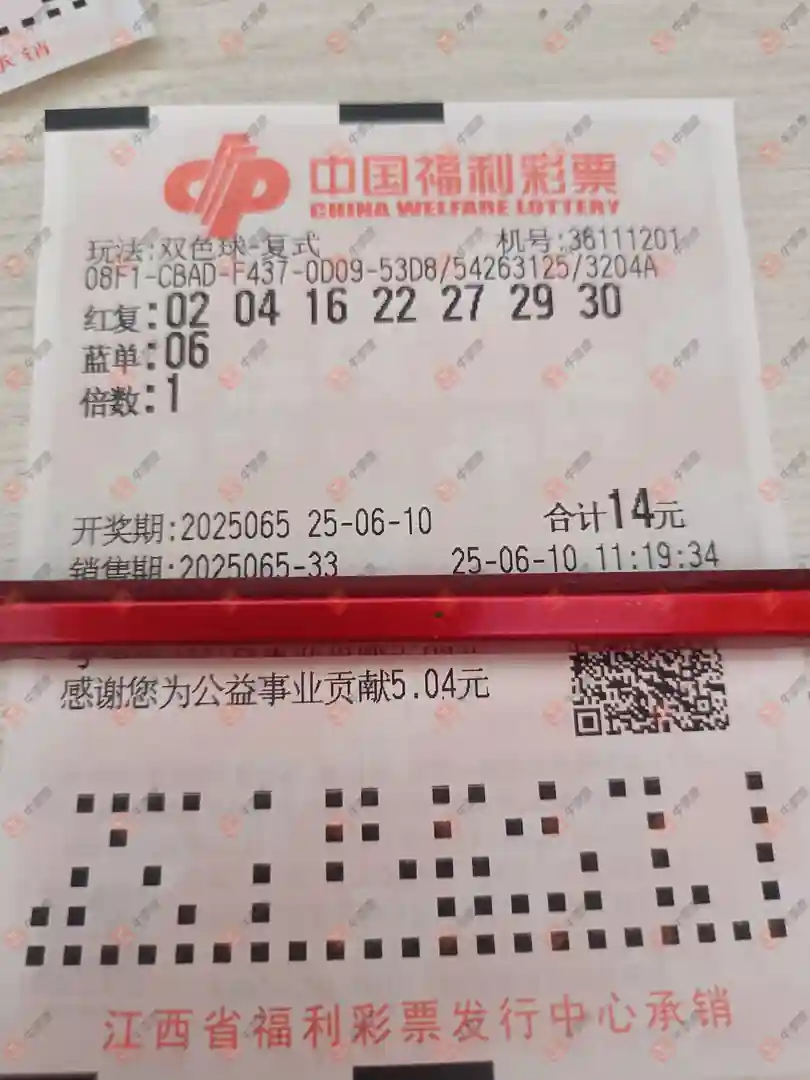 承销
中国福利彩票
CHINA WELFARE LOTTERY
玩法:双色球-复式 机号:36111201
08F1-CBAD-F437-0D09-53D8/54263125/3204A
红复:02 04 16 22 27 29 30
蓝单:06
倍数:1
开奖期:2025065 25-06-10 合计14元
销售期:2025065-33 25-06-10 11:19:34
感谢您为公益事业贡献5.04元
江西省福利彩票发行中心承销